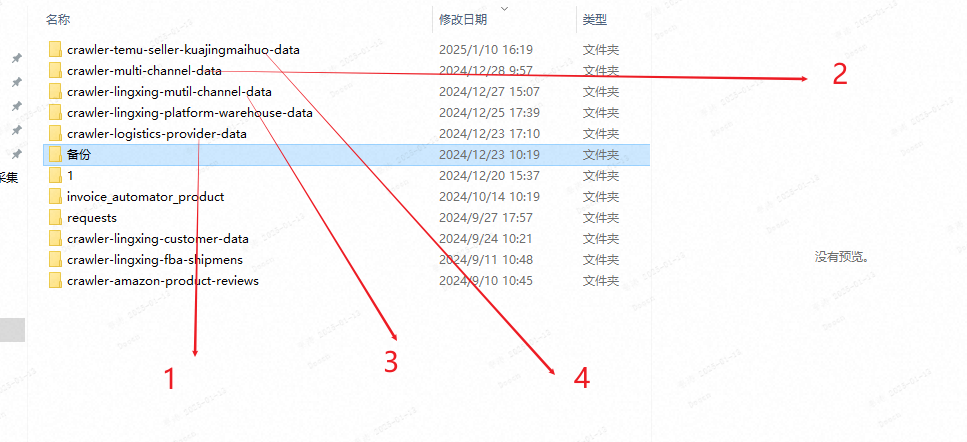 名称 修改日期 类型
crawler-temu-seller-kuajingmaihuo-data 2025/1/10 16:19 文件夹
crawler-multi-channel-data 2024/12/28 9:57 文件夹 2
crawler-lingxing-mutil-channel-data 2024/12/27 15:07 文件夹
crawler-lingxing-platform-warehouse-data 2024/12/25 17:39 文件夹
crawler-logistics-provider-data 2024/12/23 17:10 文件夹
备份 2024/12/23 10:19 文件夹
采集 1 2024/12/20 15:37 文件夹
invoice_automator_product 2024/10/14 10:19 文件夹
requests 2024/9/27 17:57 文件夹
crawler-lingxing-customer-data 2024/9/24 10:21 文件夹
crawler-lingxing-fba-shipmens 2024/9/11 10:48 文件夹 没有预览。
crawler-amazon-product-reviews 2024/9/10 10:45 文件夹
1 3 4